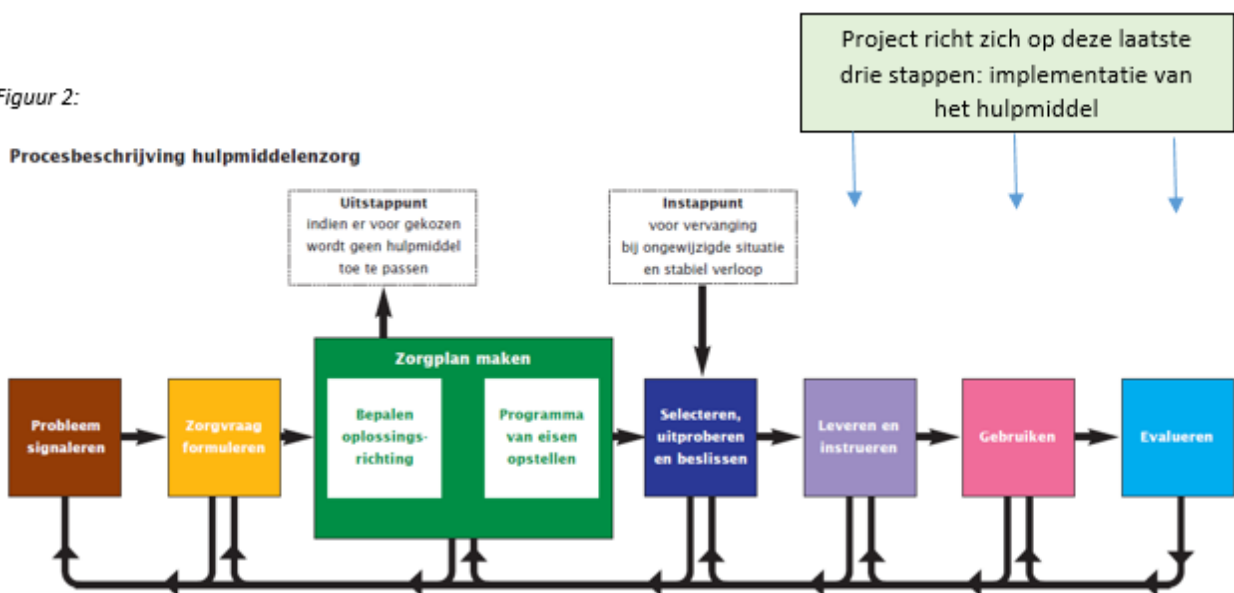 Project richt zich op deze laatste
drie stappen: implementatie van
het hulpmiddel
Figuur 2:
Procesbeschrijving hulpmiddelenzorg
Uitstappunt
indien er voor gekozen
wordt geen hulpmiddel
toe te passen
Instappunt
voor vervanging
bij ongewijzigde situatie
en stabiel verloop
Zorgplan maken
Probleem
signaleren
Zorgvraag
formuleren
Bepalen
oplossings-
richting
Programma
van eisen
opstellen
Selecteren,
uitproberen
en beslissen
Leveren en
instrueren
Gebruiken
Evalueren